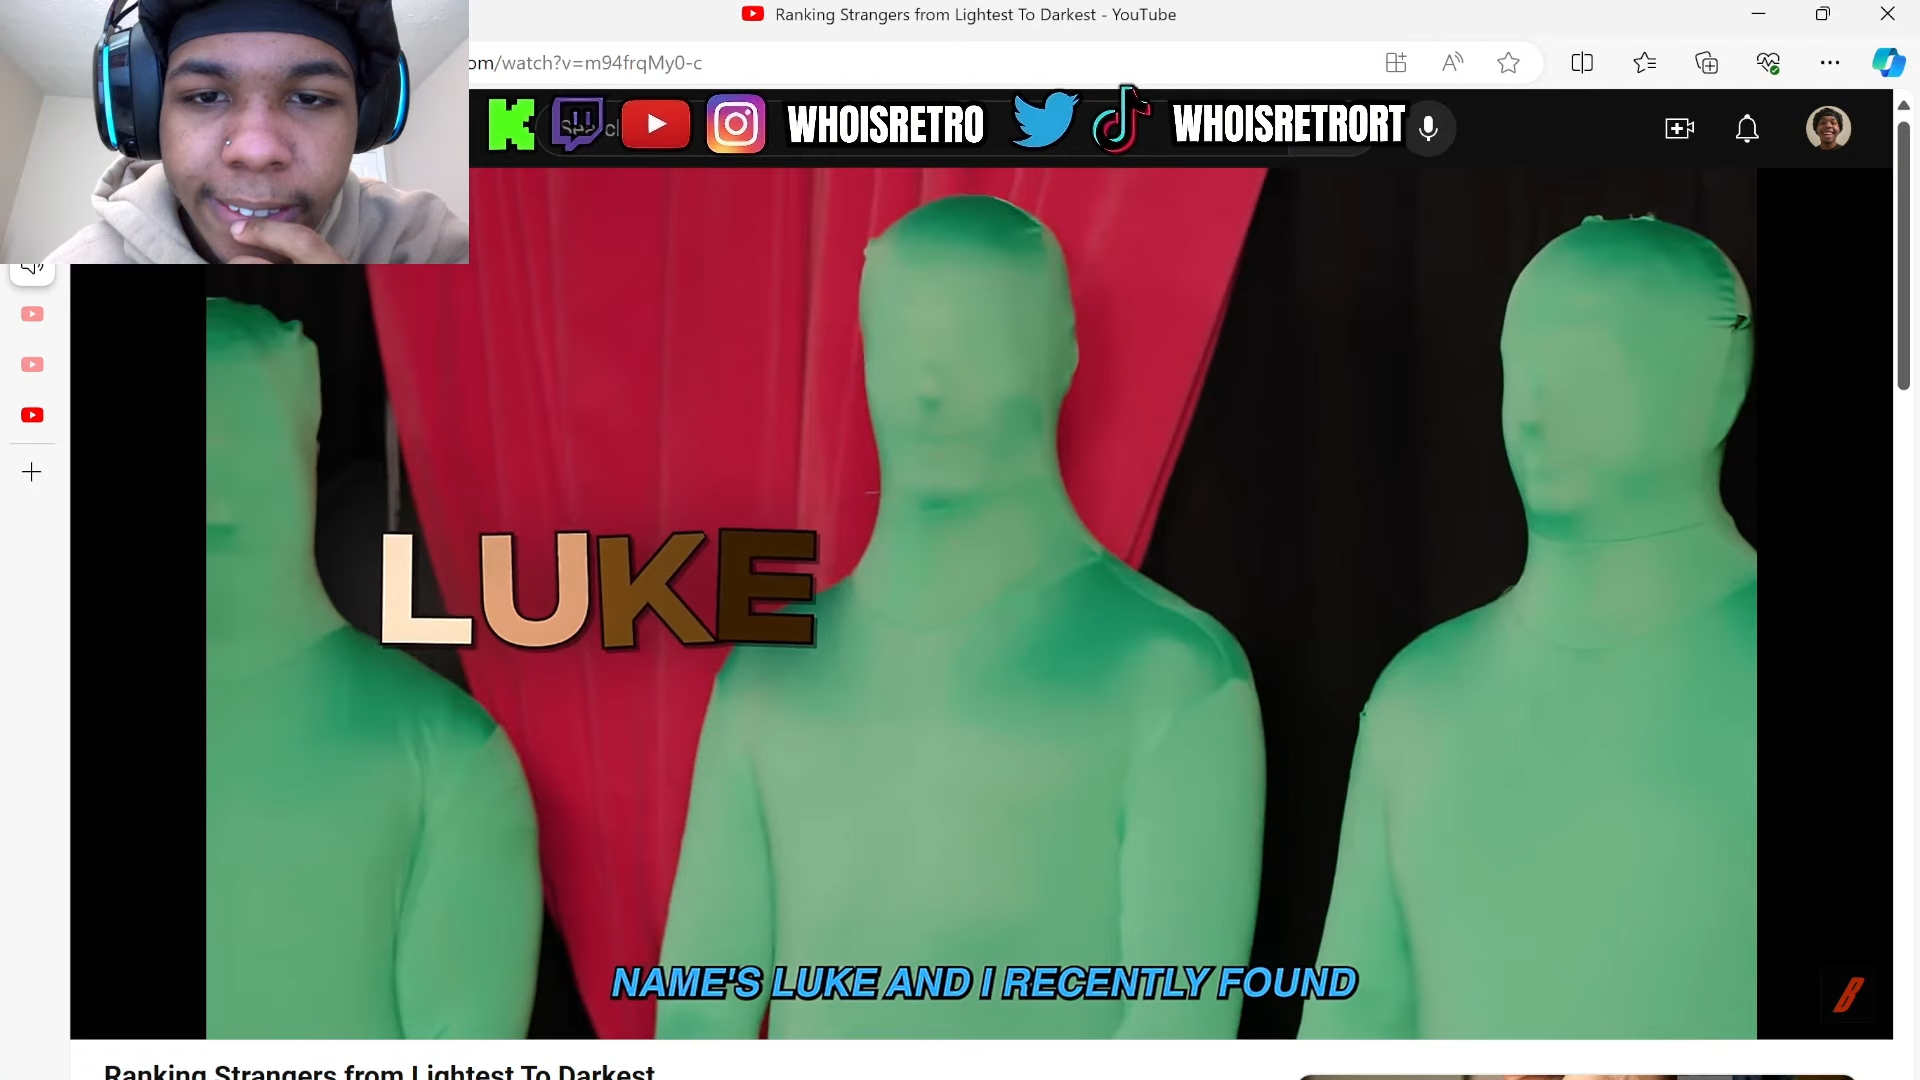 Ranking Strangers from Lightest To Darkest - YouTube
om/watch?v=m94frqMy0-c
WHOISRETRO WHOISRETRORT
LUKE
NAME'S LUKE AND I RECENTLY FOUND
B
Ranking Strangers from Lightest To Darkest